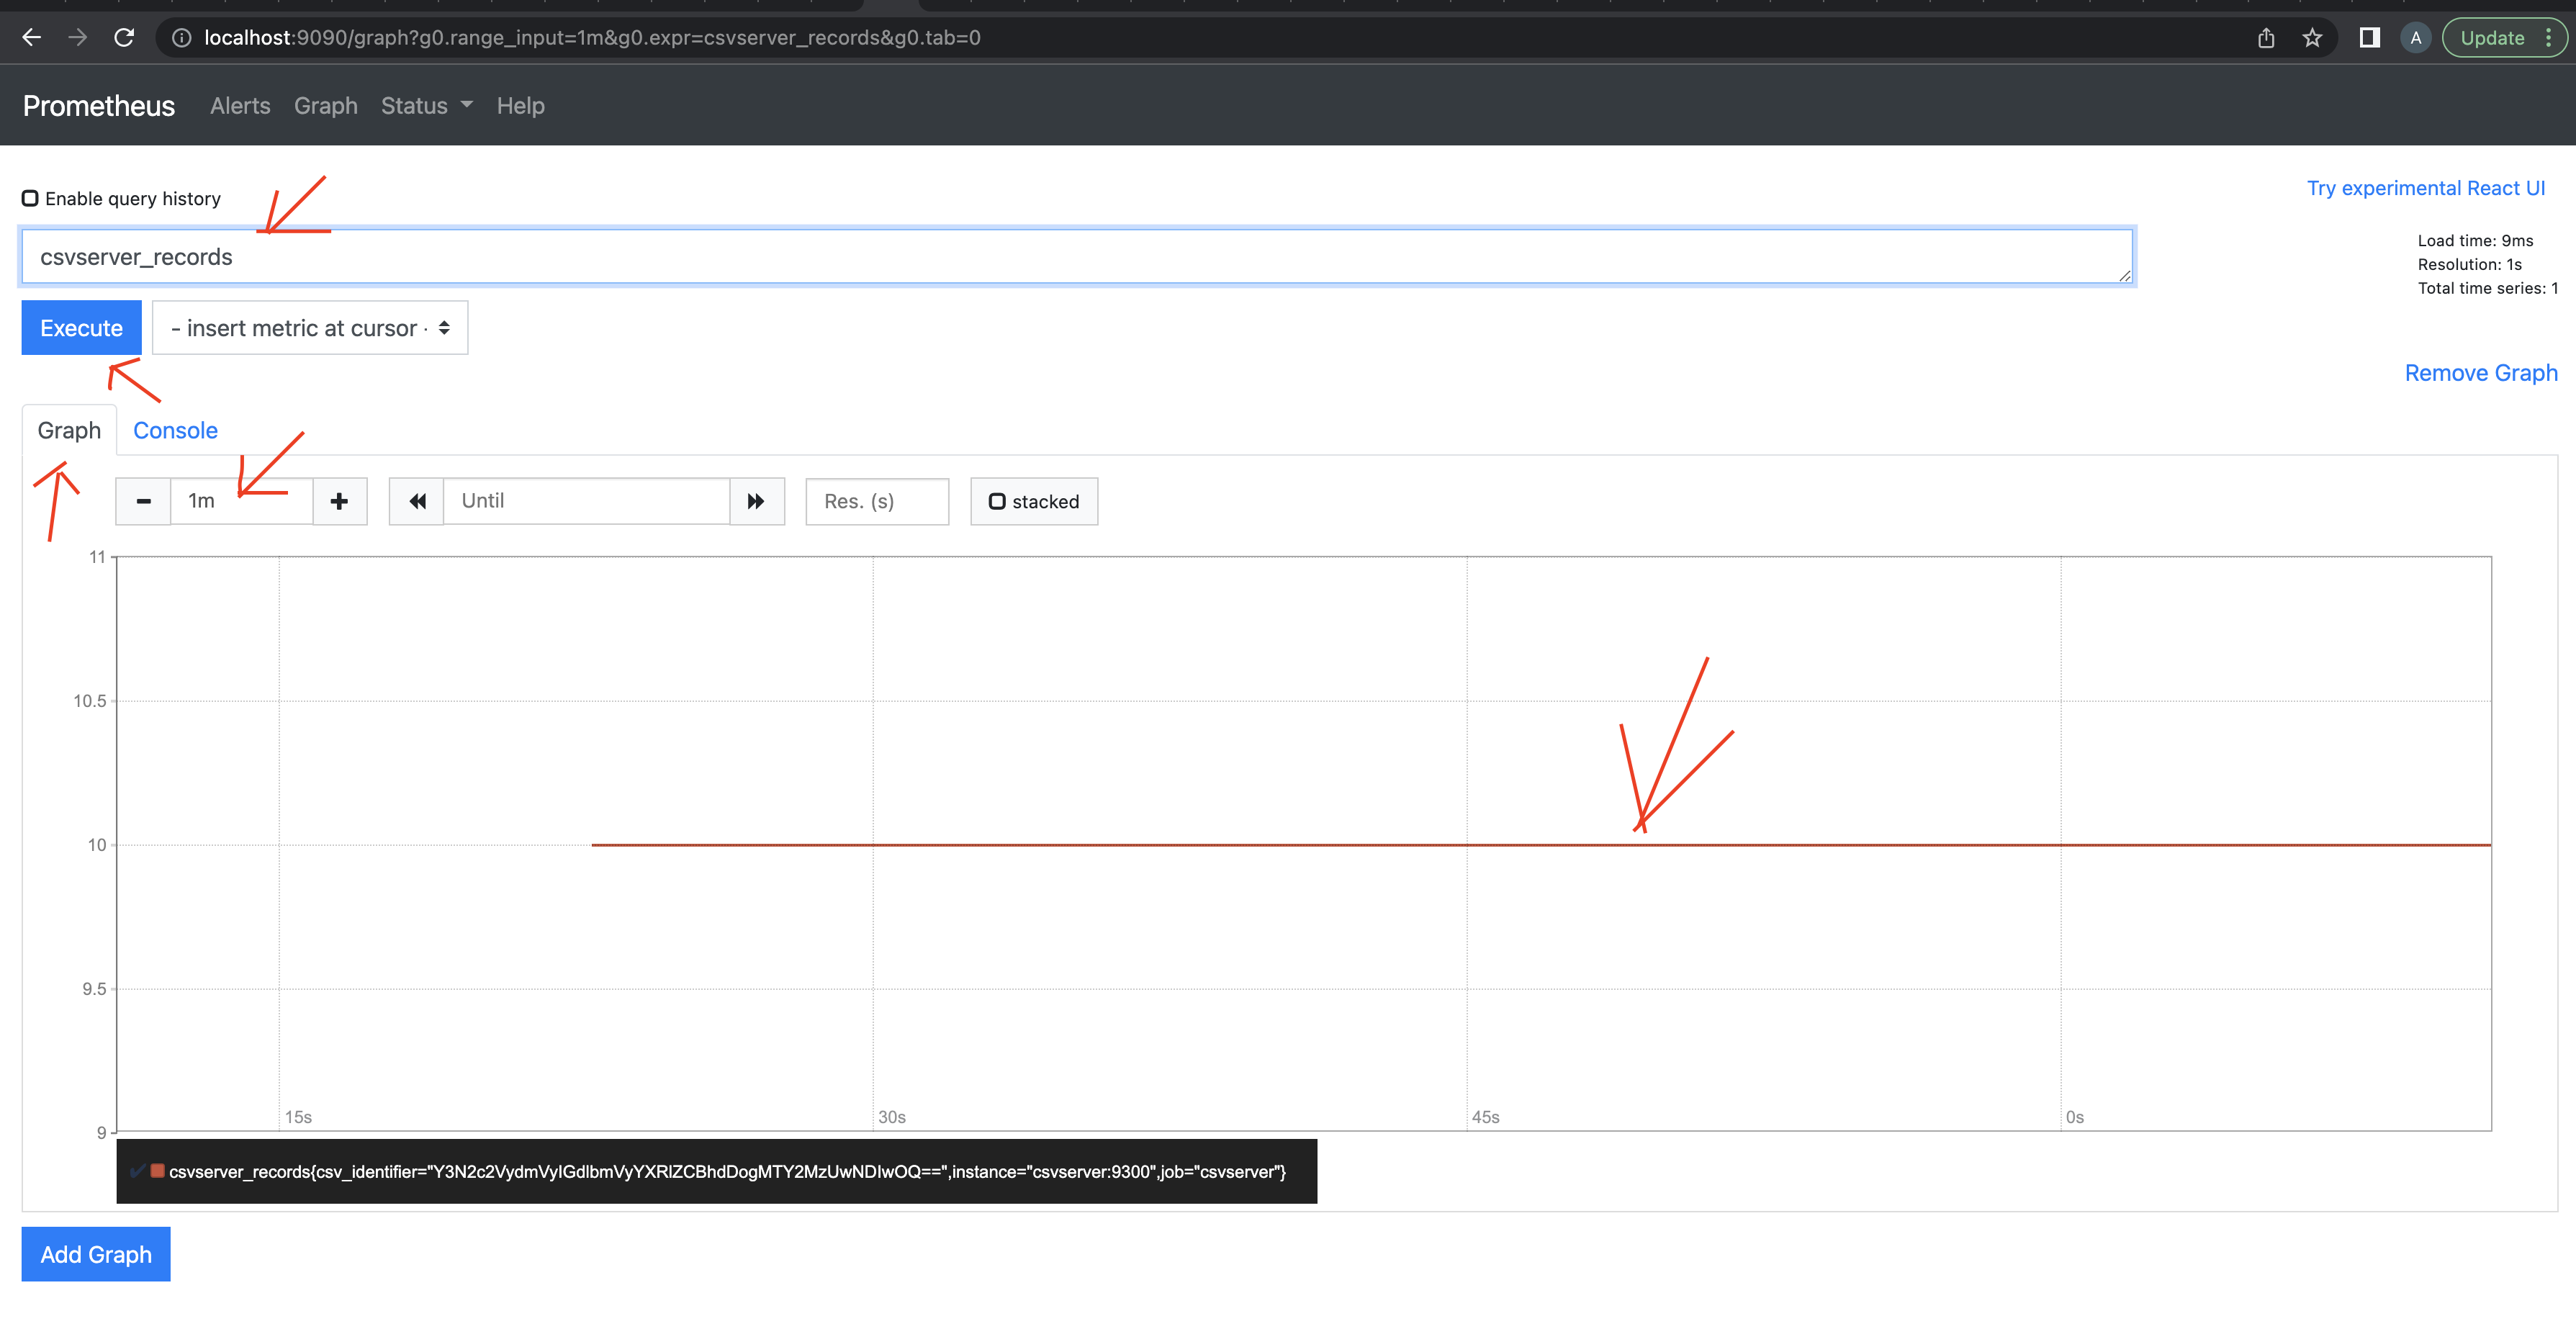 localhost:9090/graph?g0.range_input=1m&g0.expr=csvserver_records&g0.tab=0
A
Update
Prometheus Alerts Graph Status Help
Enable query history
Try experimental React UI
csvserver_records
Load time: 9ms
Resolution: 1s
Total time series: 1
Execute
- insert metric at cursor -
Remove Graph
Graph Console
1m
Until
Res. (s)
stacked
11
10.5
10
9.5
9
15s 30s 45s 0s
csvserver_records{csv_identifier="Y3N2c2VydmVyIGdlbmVyYXRlZCBhdDogMTY2MzUwNDIwOQ==",instance="csvserver:9300",job="csvserver"}
Add Graph